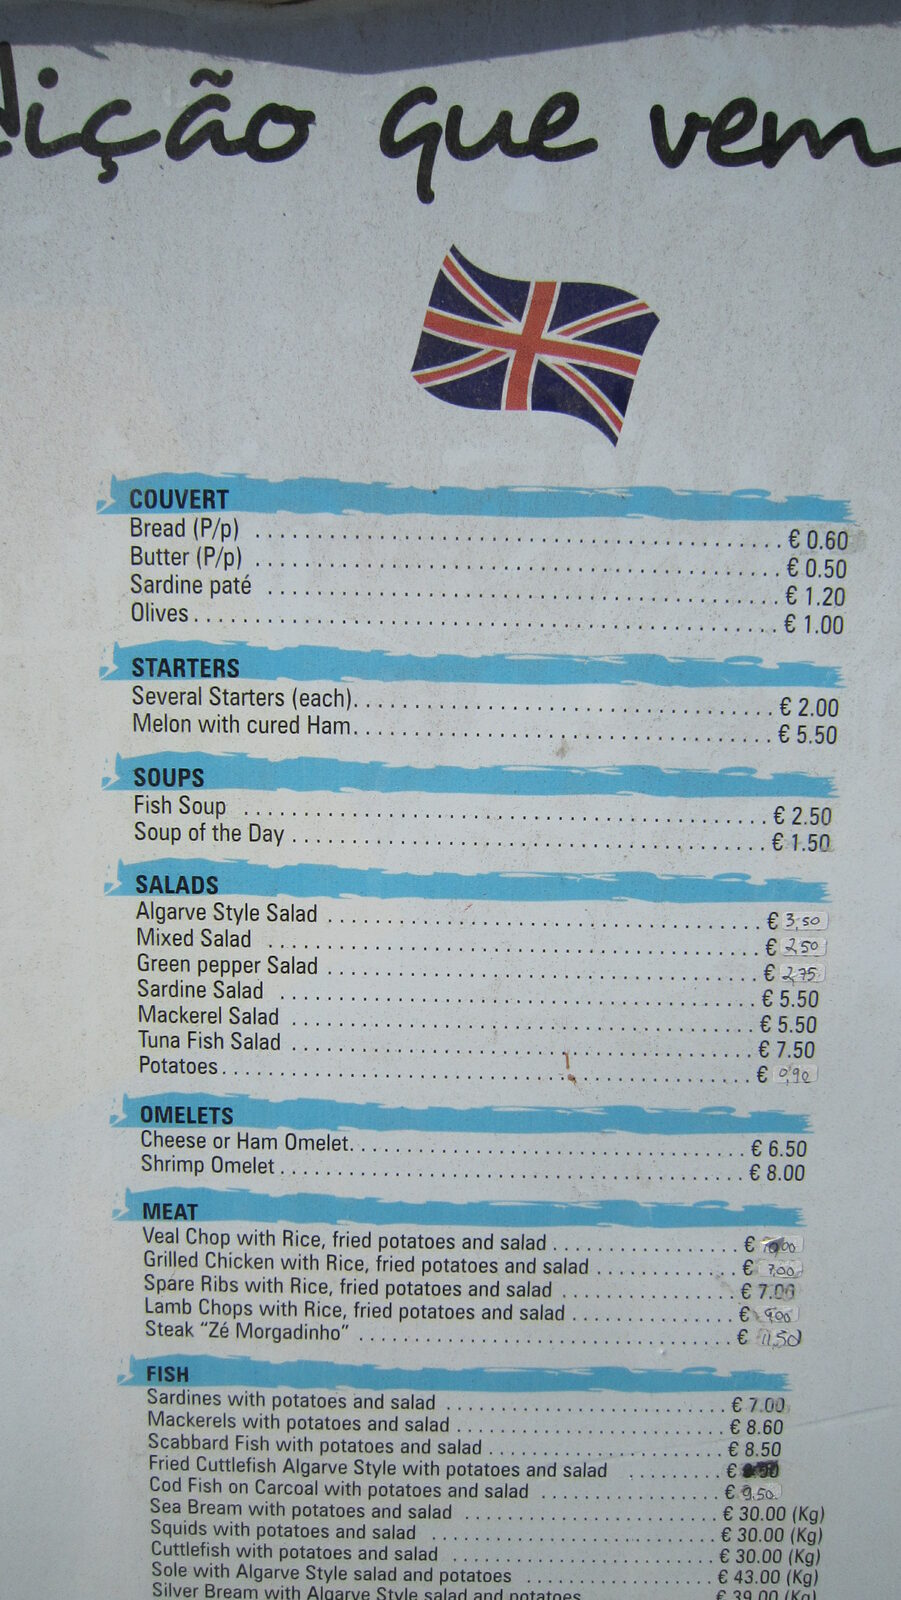 dição que vem
COUVERT
Bread (P/p) € 0.60
Butter (P/p) € 0.50
Sardine paté € 1.20
Olives € 1.00
STARTERS
Several Starters (each) € 2.00
Melon with cured Ham € 5.50
SOUPS
Fish Soup € 2.50
Soup of the Day € 1.50
SALADS
Algarve Style Salad € 3,50
Mixed Salad € 2,50
Green pepper Salad € 2,75
Sardine Salad € 5.50
Mackerel Salad € 5.50
Tuna Fish Salad € 7.50
Potatoes € 0,90
OMELETS
Cheese or Ham Omelet € 6.50
Shrimp Omelet € 8.00
MEAT
Veal Chop with Rice, fried potatoes and salad € 10,00
Grilled Chicken with Rice, fried potatoes and salad € 7,00
Spare Ribs with Rice, fried potatoes and salad € 7.00
Lamb Chops with Rice, fried potatoes and salad € 9,00
Steak “Zé Morgadinho” € 11,50
FISH
Sardines with potatoes and salad € 7.00
Mackerels with potatoes and salad € 8.60
Scabbard Fish with potatoes and salad € 8.50
Fried Cuttlefish Algarve Style with potatoes and salad €
Cod Fish on Carcoal with potatoes and salad € 9,50
Sea Bream with potatoes and salad € 30.00 (Kg)
Squids with potatoes and salad € 30.00 (Kg)
Cuttlefish with potatoes and salad € 30.00 (Kg)
Sole with Algarve Style salad and potatoes € 43.00 (Kg)
Silver Bream with Algarve Style salad and potatoes € 39.00 (Kg)